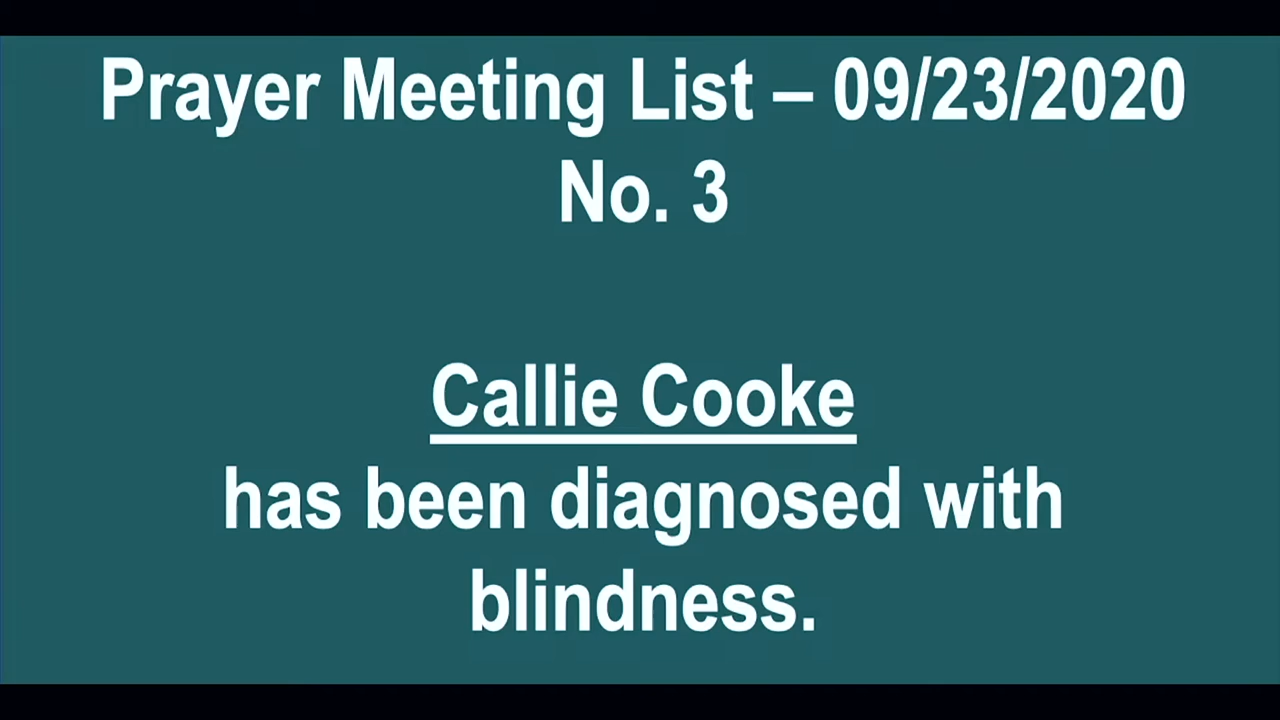 Prayer Meeting List – 09/23/2020
No. 3
Callie Cooke
has been diagnosed with
blindness.